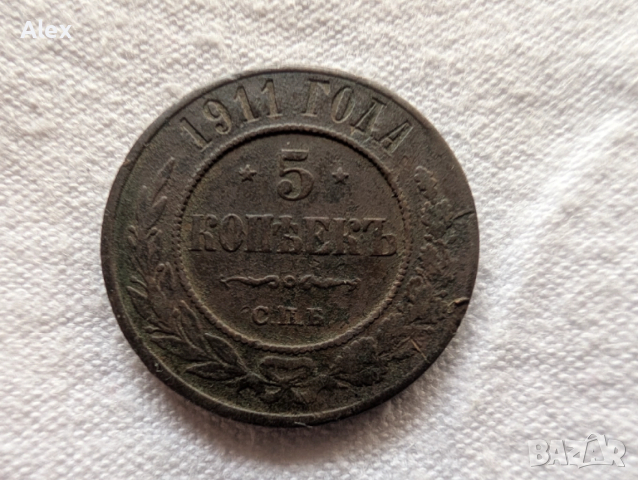 Alex
1911 ГОДА
5
КОПѢЕКЪ
С.П.Б.
BAZAR